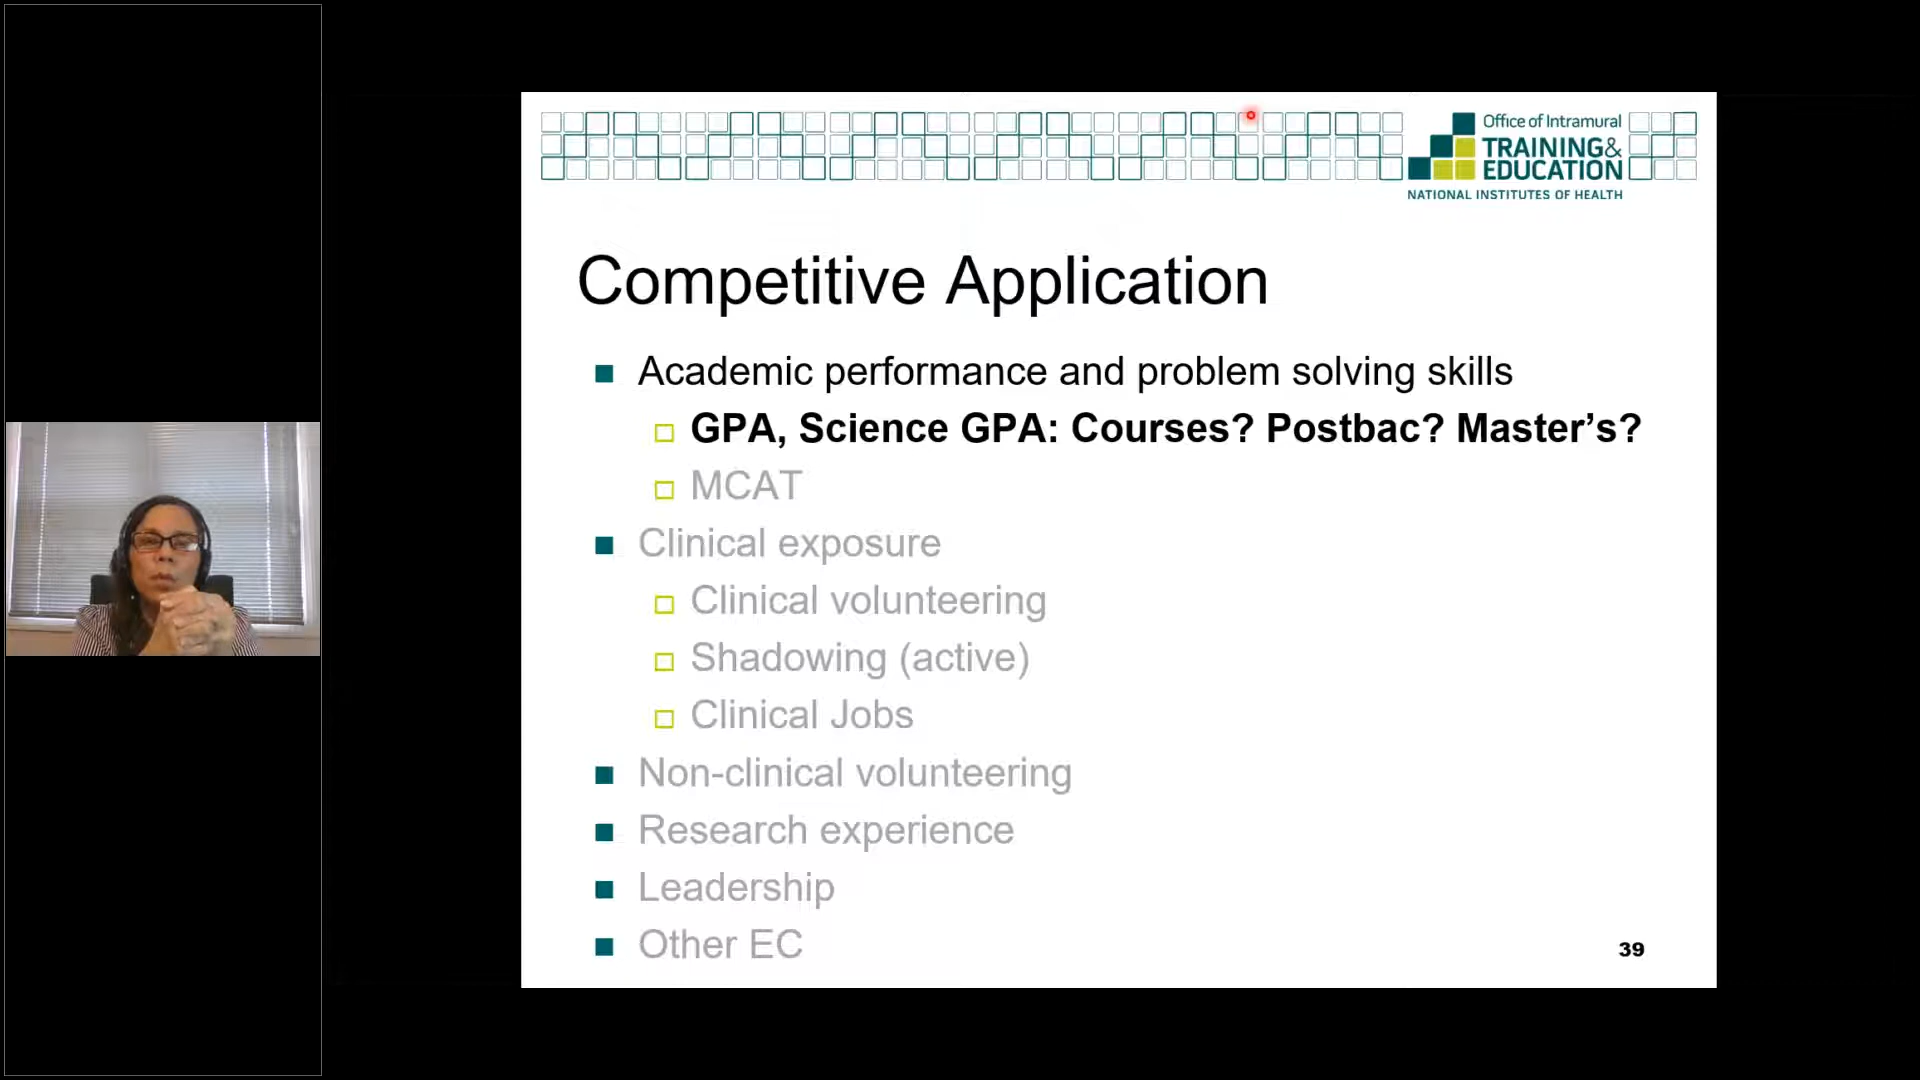 Office of Intramural
TRAINING&
EDUCATION
NATIONAL INSTITUTES OF HEALTH
Competitive Application
Academic performance and problem solving skills
GPA, Science GPA: Courses? Postbac? Master’s?
MCAT
Clinical exposure
Clinical volunteering
Shadowing (active)
Clinical Jobs
Non-clinical volunteering
Research experience
Leadership
Other EC
39